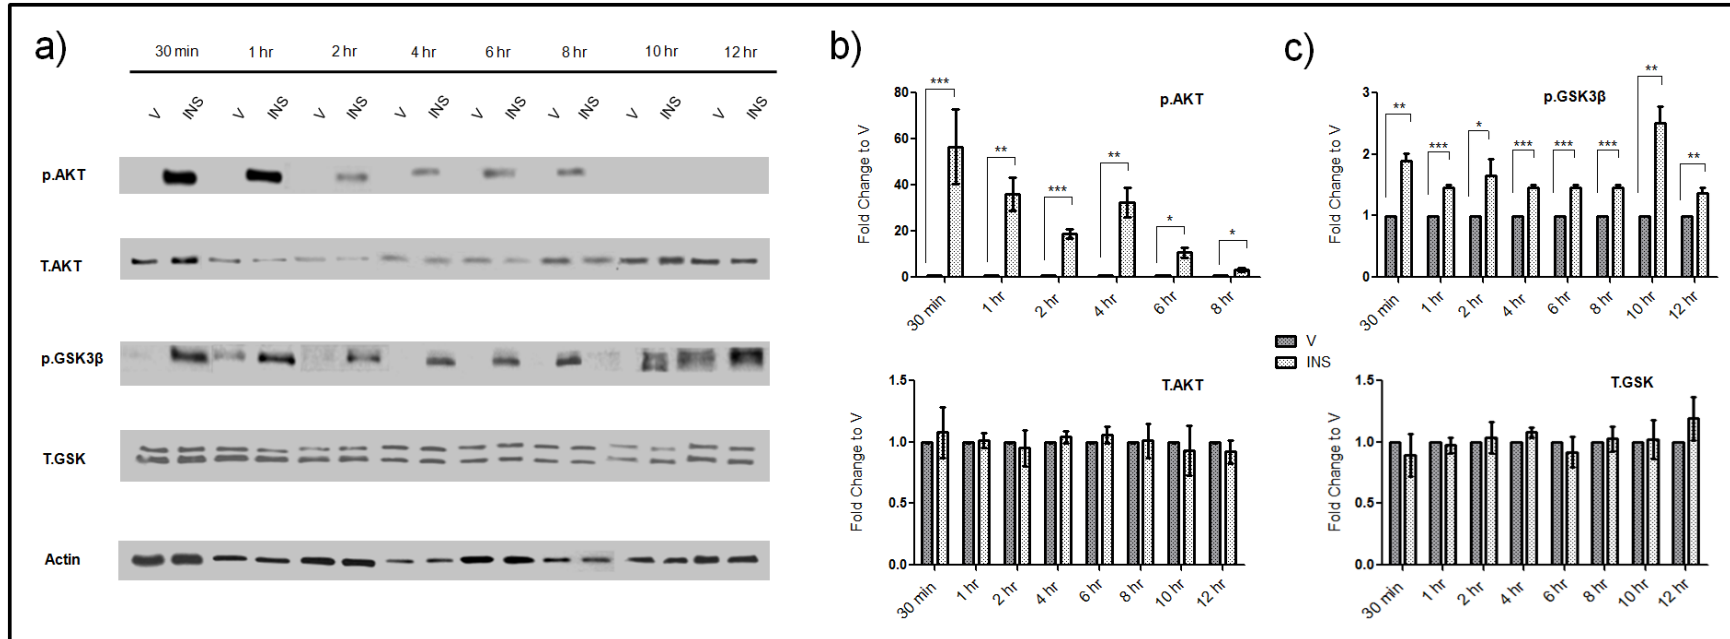 a)
30 min 1 hr 2 hr 4 hr 6 hr 8 hr 10 hr 12 hr
V INS V INS V INS V INS V INS V INS V INS V INS
p.AKT
T.AKT
p.GSK3β
T.GSK
Actin
b)
p.AKT
Fold Change to V
80
60
40
20
0
*** ** *** ** * *
30 min 1 hr 2 hr 4 hr 6 hr 8 hr
T.AKT
Fold Change to V
1.5
1.0
0.5
0.0
30 min 1 hr 2 hr 4 hr 6 hr 8 hr 10 hr 12 hr
c)
p.GSK3β
Fold Change to V
3
2
1
0
** *** * *** *** *** ** **
30 min 1 hr 2 hr 4 hr 6 hr 8 hr 10 hr 12 hr
V
INS
T.GSK
Fold Change to V
1.5
1.0
0.5
0.0
30 min 1 hr 2 hr 4 hr 6 hr 8 hr 10 hr 12 hr